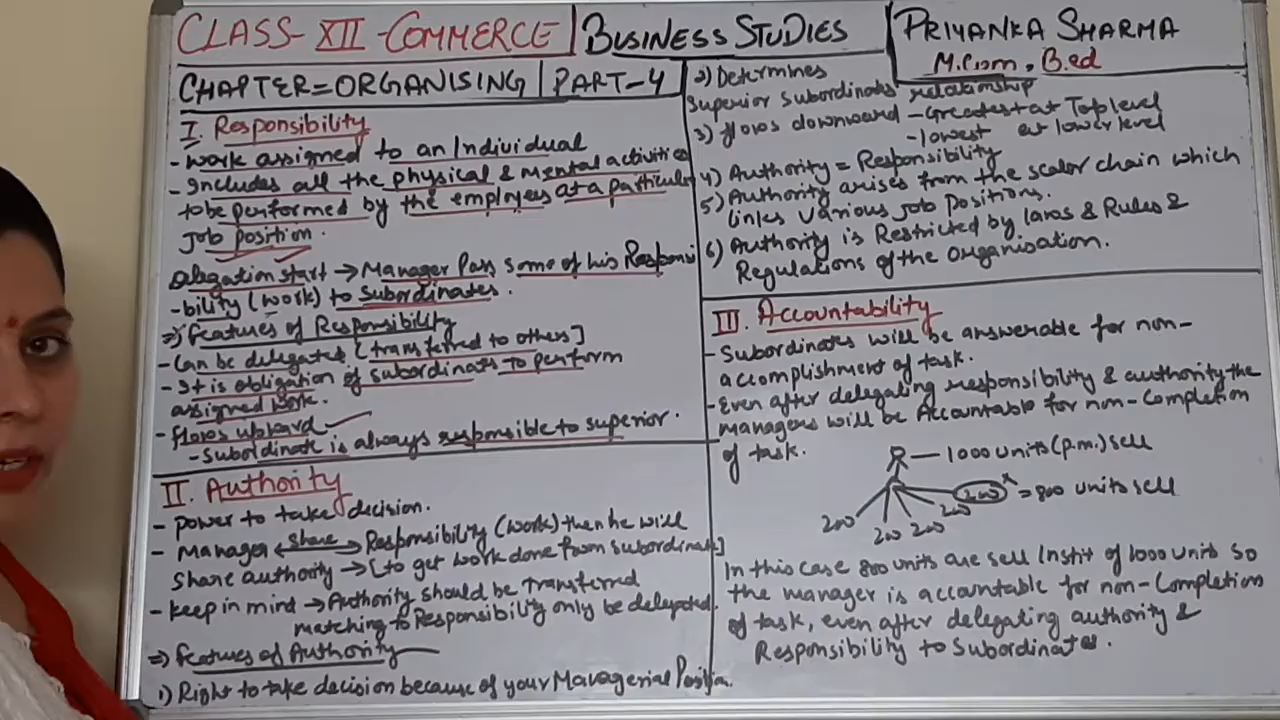 CLASS-XII-COMMERCE | BUSINESS STUDIES
PRIYANKA SHARMA
M.Com, B.ed
CHAPTER=ORGANISING | PART-4
I. Responsibility
- Work assigned to an Individual
- Includes all the physical & mental activities
to be performed by the employees at a particular
Job position.
Delegation start → Manager Pass some of his Responsi
-bility (work) to Subordinates.
=> Features of Responsibility
- Can be delegated [transferred to others]
- It is obligation of subordinates to perform
assigned work.
- flows upward
- Subordinate is always responsible to superior.
II. Authority
- Power to take decision.
- Manager share Responsibility (work) then he will
share authority → [to get work done from subordinates]
- keep in mind → Authority should be transferred
matching to Responsibility only be delegated.
=> Features of Authority
1) Right to take decision because of your Managerial Position.
2) Determines
Superior Subordinates relationship
3) flows downward - Greatest at Top level
- lowest at lower level
4) Authority = Responsibility
5) Authority arises from the scalar chain which
links various job positions.
6) Authority is Restricted by laws & Rules &
Regulations of the Organisation.
III. Accountability
- Subordinates will be answerable for non-
accomplishment of task.
- Even after delegating responsibility & authority the
managers will be Accountable for non-Completion
of task.
- 1000 units (p.m.) sell
200 200 200 200 200 x = 800 units sell
In this case 800 units are sell Instit of 1000 units so
the manager is accountable for non-Completion
of task, even after delegating authority &
Responsibility to Subordinates.